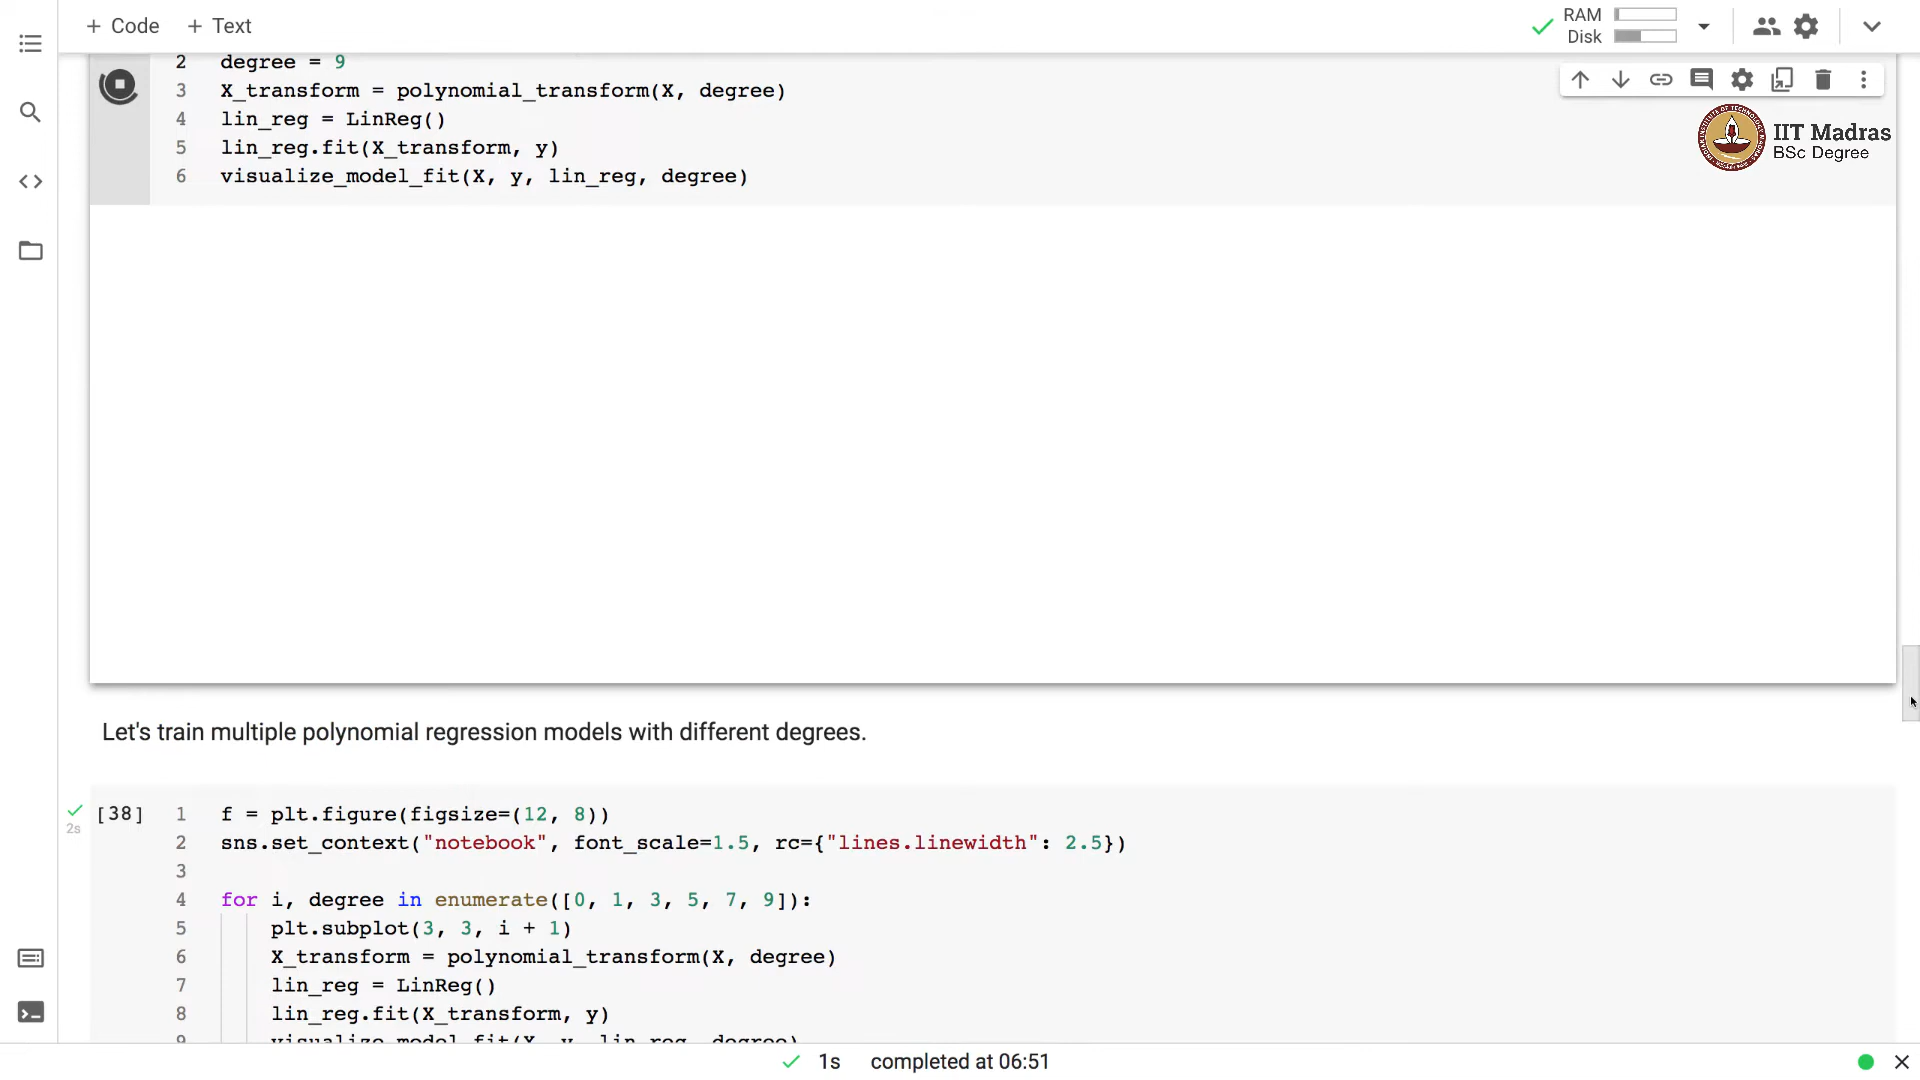 + Code + Text
RAM
Disk
2 degree = 9
3 X_transform = polynomial_transform(X, degree)
4 lin_reg = LinReg()
5 lin_reg.fit(X_transform, y)
6 visualize_model_fit(X, y, lin_reg, degree)
IIT Madras
BSc Degree
Let's train multiple polynomial regression models with different degrees.
[38] 1 f = plt.figure(figsize=(12, 8))
2s
2 sns.set_context("notebook", font_scale=1.5, rc={"lines.linewidth": 2.5})
3
4 for i, degree in enumerate([0, 1, 3, 5, 7, 9]):
5 plt.subplot(3, 3, i + 1)
6 X_transform = polynomial_transform(X, degree)
7 lin_reg = LinReg()
8 lin_reg.fit(X_transform, y)
9 visualize_model_fit(X, y, lin_reg, degree)
1s completed at 06:51